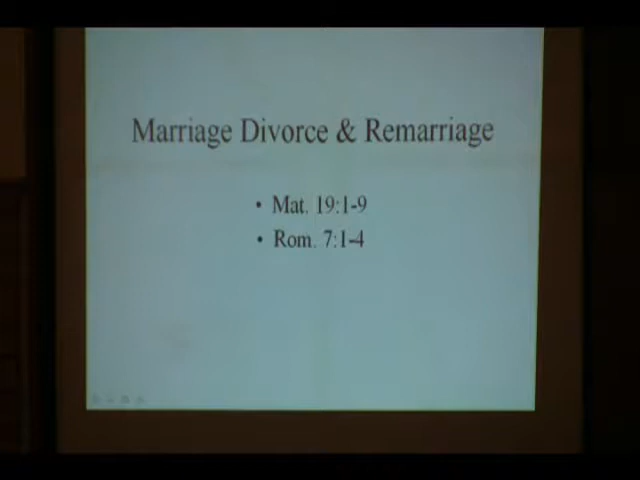 Marriage Divorce & Remarriage
• Mat. 19:1-9
• Rom. 7:1-4